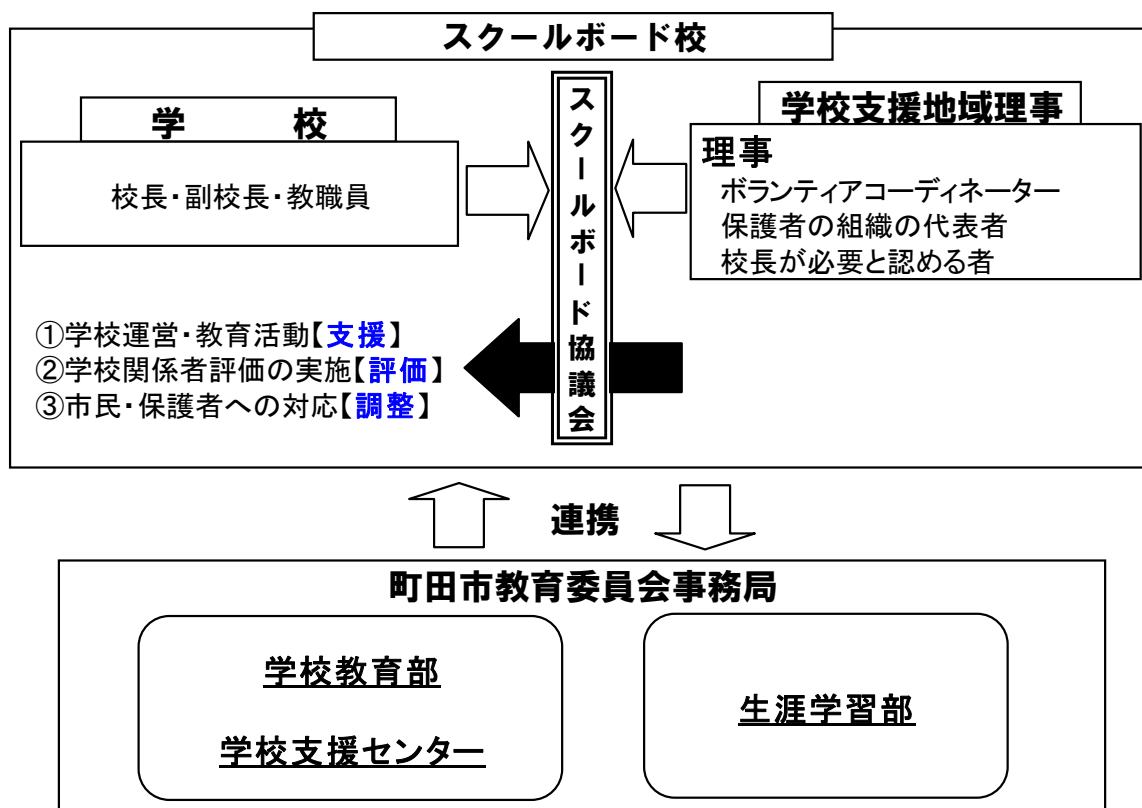 スクールボード校
学　校
校長・副校長・教職員
スクールボード協議会
学校支援地域理事
理事
ボランティアコーディネーター
保護者の組織の代表者
校長が必要と認める者
①学校運営・教育活動【支援】
②学校関係者評価の実施【評価】
③市民・保護者への対応【調整】
連携
町田市教育委員会事務局
学校教育部
学校支援センター
生涯学習部